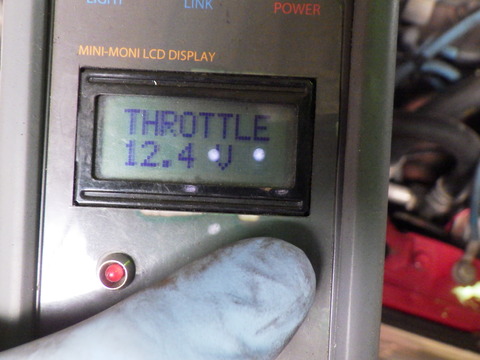 LIGHT
LINK
POWER
MINI-MONI LCD DISPLAY
THROTTLE
12.4 V